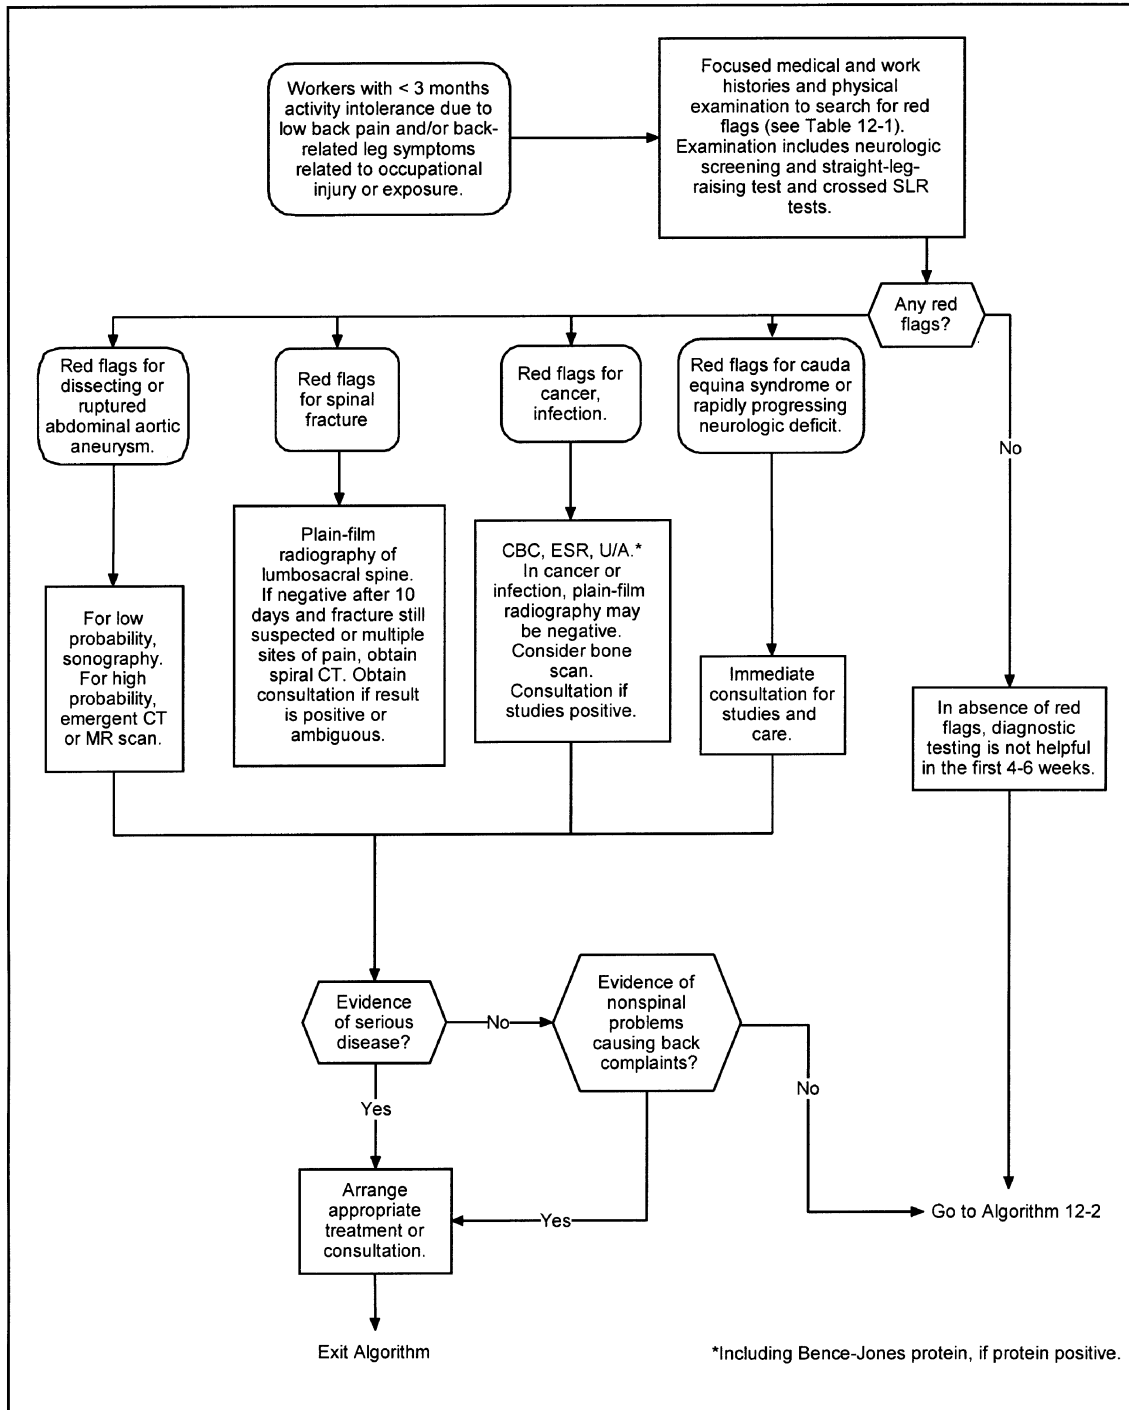 Workers with < 3 months
activity intolerance due to
low back pain and/or back-
related leg symptoms
related to occupational
injury or exposure.
Focused medical and work
histories and physical
examination to search for red
flags (see Table 12-1).
Examination includes neurologic
screening and straight-leg-
raising test and crossed SLR
tests.
Any red
flags?
Red flags for
dissecting or
ruptured
abdominal aortic
aneurysm.
Red flags
for spinal
fracture
Red flags for
cancer,
infection.
Red flags for cauda
equina syndrome or
rapidly progressing
neurologic deficit.
No
For low
probability,
sonography.
For high
probability,
emergent CT
or MR scan.
Plain-film
radiography of
lumbosacral spine.
If negative after 10
days and fracture still
suspected or multiple
sites of pain, obtain
spiral CT. Obtain
consultation if result
is positive or
ambiguous.
CBC, ESR, U/A.*
In cancer or
infection, plain-film
radiography may
be negative.
Consider bone
scan.
Consultation if
studies positive.
Immediate
consultation for
studies and
care.
In absence of red
flags, diagnostic
testing is not helpful
in the first 4-6 weeks.
Evidence
of serious
disease?
No
Evidence of
nonspinal
problems
causing back
complaints?
Yes
No
Arrange
appropriate
treatment or
consultation.
Yes
Go to Algorithm 12-2
Exit Algorithm
*Including Bence-Jones protein, if protein positive.